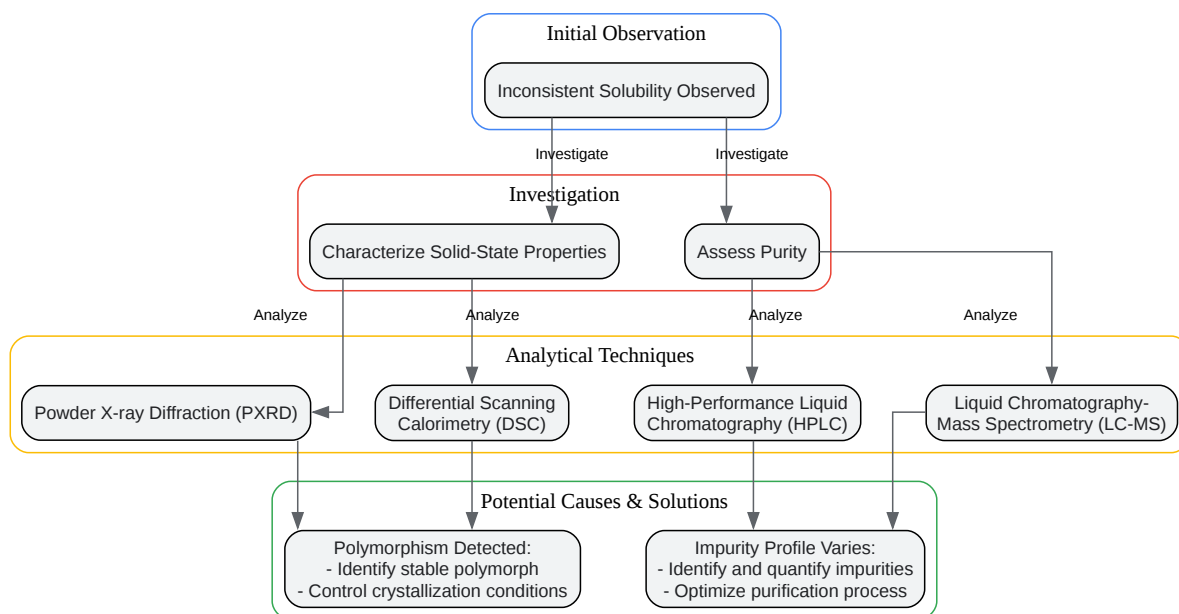 Initial Observation
Inconsistent Solubility Observed
Investigate
Investigate
Investigation
Characterize Solid-State Properties
Assess Purity
Analyze
Analyze
Analyze
Analyze
Analytical Techniques
Powder X-ray Diffraction (PXRD)
Differential Scanning
Calorimetry (DSC)
High-Performance Liquid
Chromatography (HPLC)
Liquid Chromatography-
Mass Spectrometry (LC-MS)
Potential Causes & Solutions
Polymorphism Detected:
- Identify stable polymorph
- Control crystallization conditions
Impurity Profile Varies:
- Identify and quantify impurities
- Optimize purification process